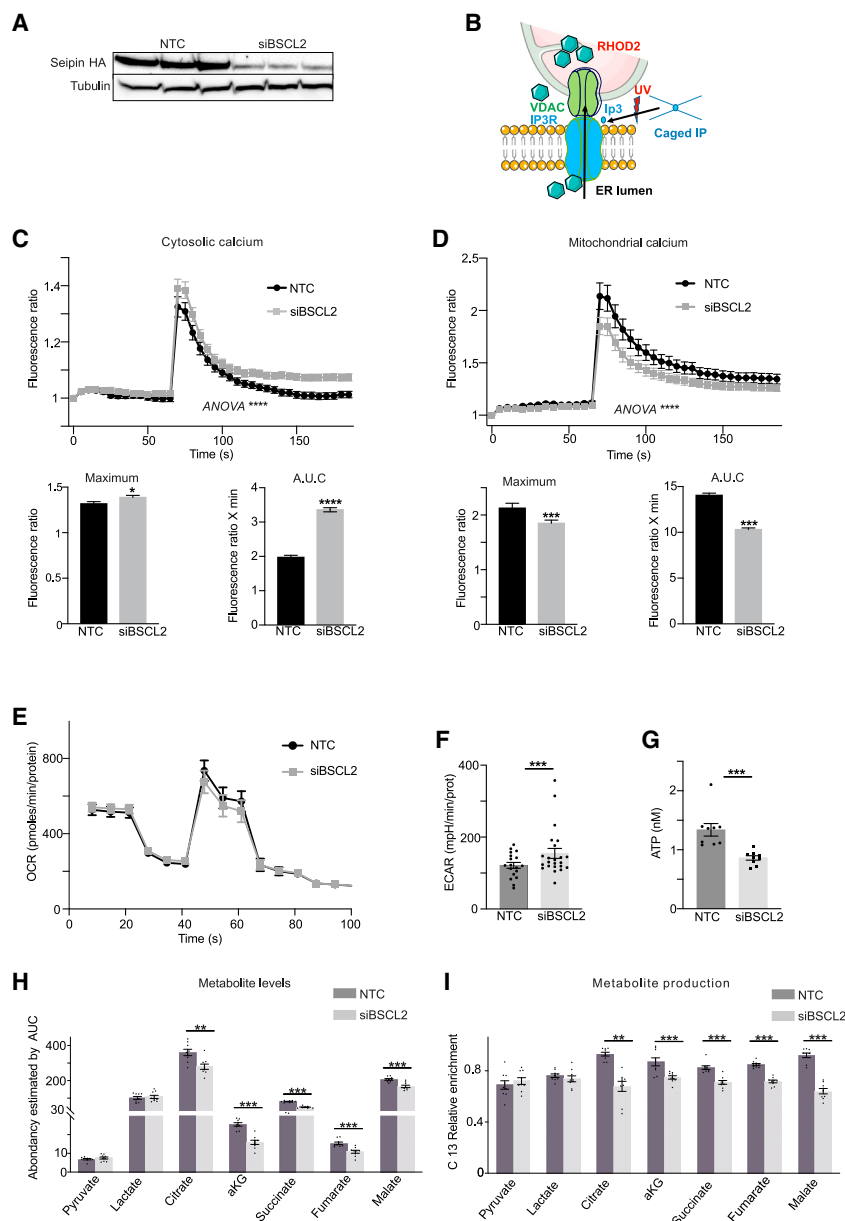 A
NTC siBSCL2
Seipin HA
Tubulin
B
RHOD2
UV
VDAC
IP3R
Ip3
Caged IP
ER lumen
C
Cytosolic calcium
Fluorescence ratio
1.4
1.2
1
NTC
siBSCL2
ANOVA ****
0 50 100 150
Time (s)
Maximum
Fluorescence ratio
1.5
1
0.5
0
*
NTC siBSCL2
A.U.C
Fluorescence ratio X min
4
3
2
1
0
****
NTC siBSCL2
D
Mitochondrial calcium
Fluorescence ratio
2.5
2
1.5
1
NTC
siBSCL2
ANOVA ****
0 50 100 150
Time (s)
Maximum
Fluorescence ratio
2
1
0
***
NTC siBSCL2
A.U.C
Fluorescence ratio X min
15
10
5
0
***
NTC siBSCL2
E
OCR (pmoles/min/protein)
800
400
0
NTC
siBSCL2
0 20 40 60 80 100
Time (s)
F
ECAR (mpH/min/prot)
400
300
200
100
0
***
NTC siBSCL2
G
ATP (nM)
2
1
0
***
NTC siBSCL2
H
Metabolite levels
NTC
siBSCL2
Abondancy estimated by AUC
400
200
30
10
0
** *** *** *** ***
Pyruvate Lactate Citrate aKG Succinate Fumarate Malate
I
Metabolite production
NTC
siBSCL2
C 13 Relative enrichment
0.8
0.4
0
** *** *** *** ***
Pyruvate Lactate Citrate aKG Succinate Fumarate Malate